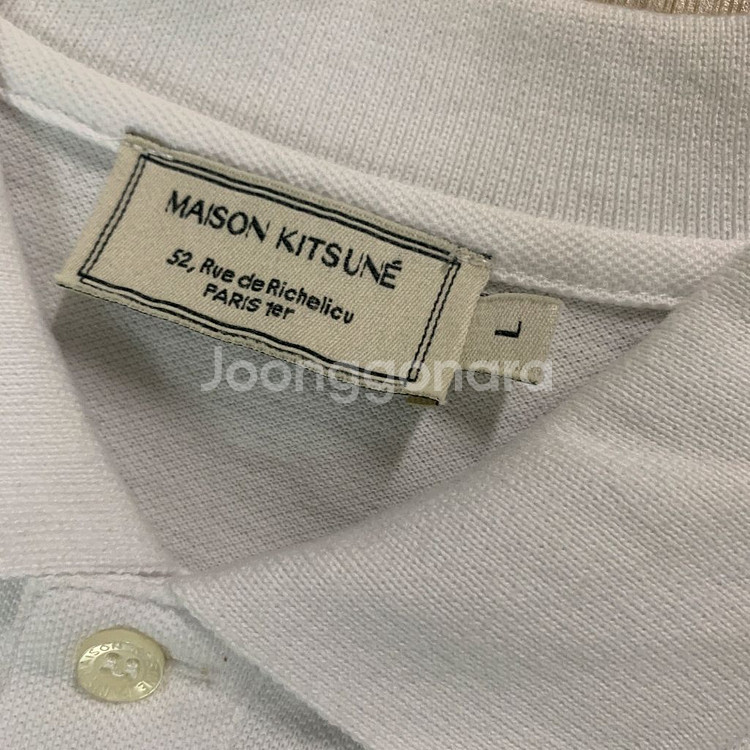 MAISON KITSUNÉ
52, Rue de Richelieu
PARIS 1er
L
Joonggonara